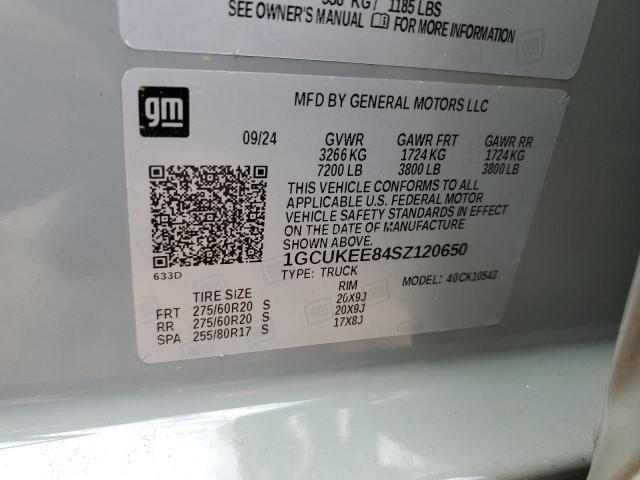 KG / 1185 LBS
SEE OWNER'S MANUAL FOR MORE INFORMATION
gm
MFD BY GENERAL MOTORS LLC
09/24 GVWR GAWR FRT GAWR RR
3266 KG 1724 KG 1724 KG
7200 LB 3800 LB 3800 LB
THIS VEHICLE CONFORMS TO ALL
APPLICABLE U.S. FEDERAL MOTOR
VEHICLE SAFETY STANDARDS IN EFFECT
ON THE DATE OF MANUFACTURE
SHOWN ABOVE.
1GCUKEE84SZ120650
633D
TYPE: TRUCK MODEL: 40CK10543
TIRE SIZE RIM
FRT 275/60R20 S 20X9J
RR 275/60R20 S 20X9J
SPA 255/80R17 S 17X8J